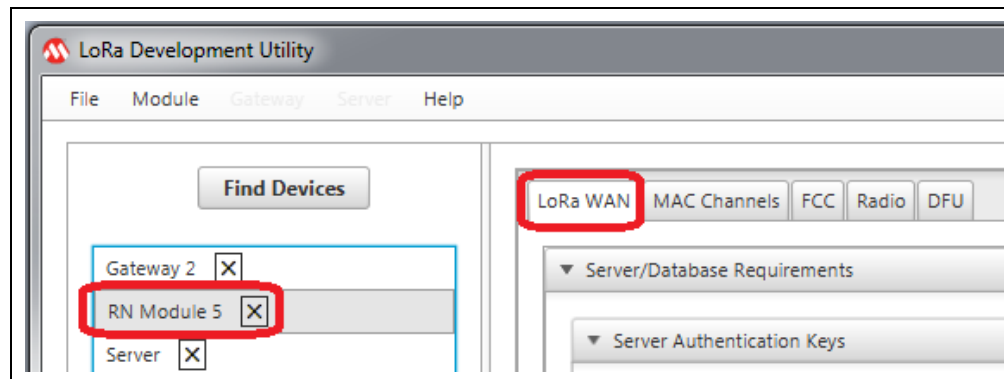 LoRa Development Utility
File Module Gateway Server Help
Find Devices
LoRa WAN MAC Channels FCC Radio DFU
Gateway 2
Server/Database Requirements
RN Module 5
Server Authentication Keys
Server